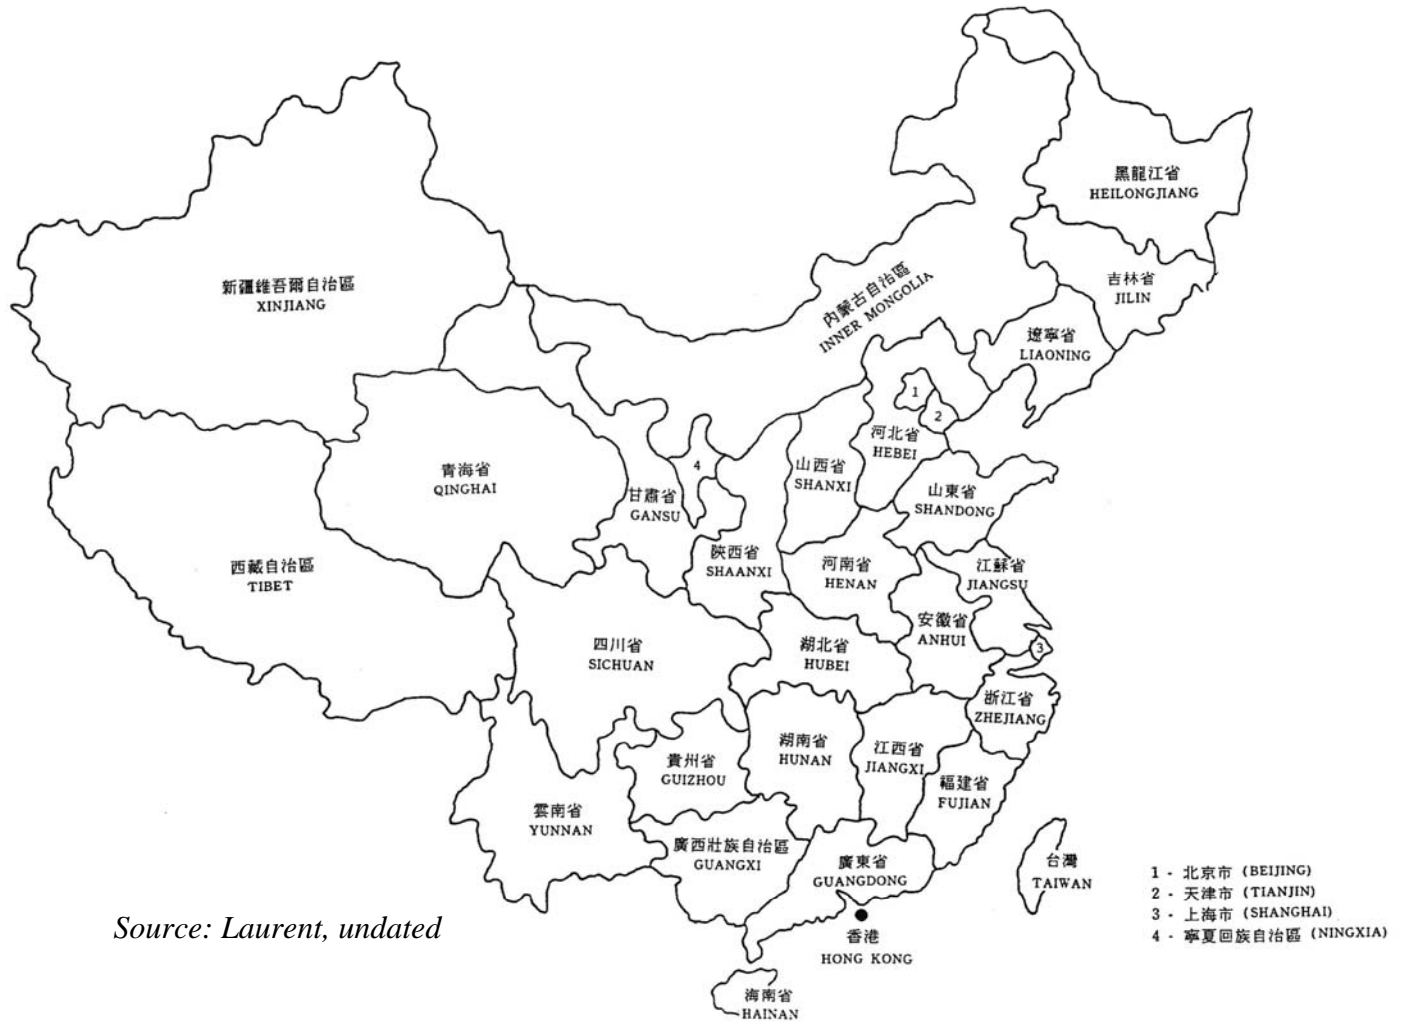 黑龍江省
HEILONGJIANG
吉林省
JILIN
新疆維吾爾自治區
XINJIANG
內蒙古自治區
INNER MONGOLIA
遼寧省
LIAONING
1
2
河北省
HEBEI
山西省
SHANXI
4
青海省
QINGHAI
甘肅省
GANSU
山東省
SHANDONG
陝西省
SHAANXI
河南省
HENAN
江蘇省
JIANGSU
西藏自治區
TIBET
安徽省
ANHUI
四川省
SICHUAN
湖北省
HUBEI
3
浙江省
ZHEJIANG
湖南省
HUNAN
江西省
JIANGXI
貴州省
GUIZHOU
福建省
FUJIAN
雲南省
YUNNAN
廣西壯族自治區
GUANGXI
廣東省
GUANGDONG
台灣
TAIWAN
香港
HONG KONG
海南省
HAINAN
1 - 北京市 (BEIJING)
2 - 天津市 (TIANJIN)
3 - 上海市 (SHANGHAI)
4 - 寧夏回族自治區 (NINGXIA)
Source: Laurent, undated